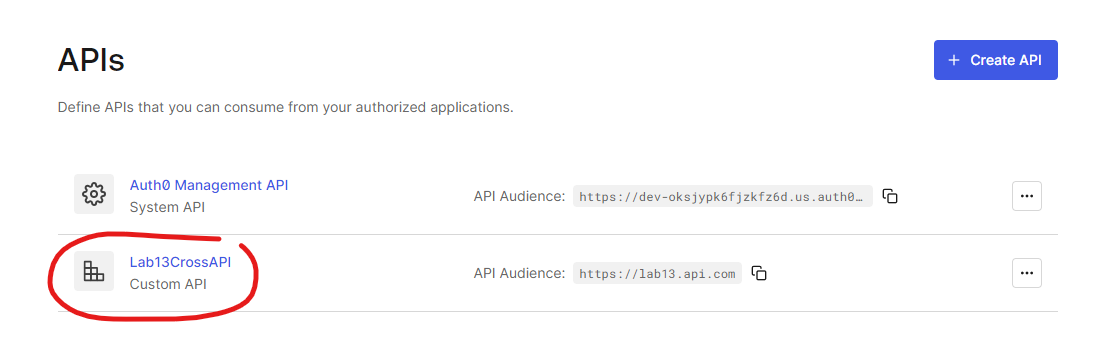 APIs
+ Create API
Define APIs that you can consume from your authorized applications.
Auth0 Management API
System API
API Audience: https://dev-oksjypk6fjzkfz6d.us.auth0…
Lab13CrossAPI
Custom API
API Audience: https://lab13.api.com